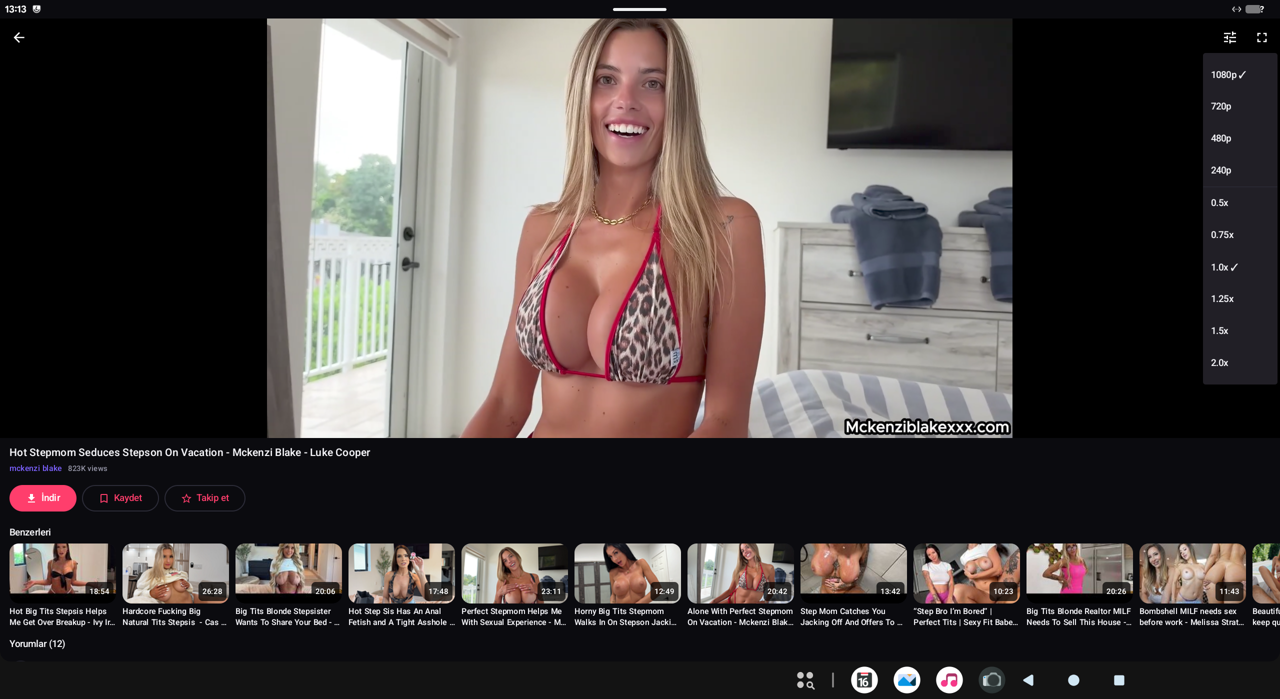 13:13
1080p✓
720p
480p
240p
0.5x
0.75x
1.0x✓
1.25x
1.5x
2.0x
Mckenziblakexxx.com
Hot Stepmom Seduces Stepson On Vacation - Mckenzi Blake - Luke Cooper
mckenzi blake 823K views
İndir
Kaydet
Takip et
Benzerleri
18:54
26:28
20:06
17:48
23:11
12:49
20:42
13:42
10:23
20:26
11:43
Hot Big Tits Stepsis Helps
Me Get Over Breakup - Ivy Ir…
Hardcore Fucking Big
Natural Tits Stepsis - Cas …
Big Tits Blonde Stepsister
Wants To Share Your Bed - …
Hot Step Sis Has An Anal
Fetish and A Tight Asshole …
Perfect Stepmom Helps Me
With Sexual Experience - M…
Horny Big Tits Stepmom
Walks In On Stepson Jacki…
Alone With Perfect Stepmom
On Vacation - Mckenzi Blak…
Step Mom Catches You
Jacking Off And Offers To …
"Step Bro I'm Bored" |
Perfect Tits | Sexy Fit Babe…
Big Tits Blonde Realtor MILF
Needs To Sell This House -…
Bombshell MILF needs sex
before work - Melissa Strat…
Beautifu
keep qu
Yorumlar (12)
16